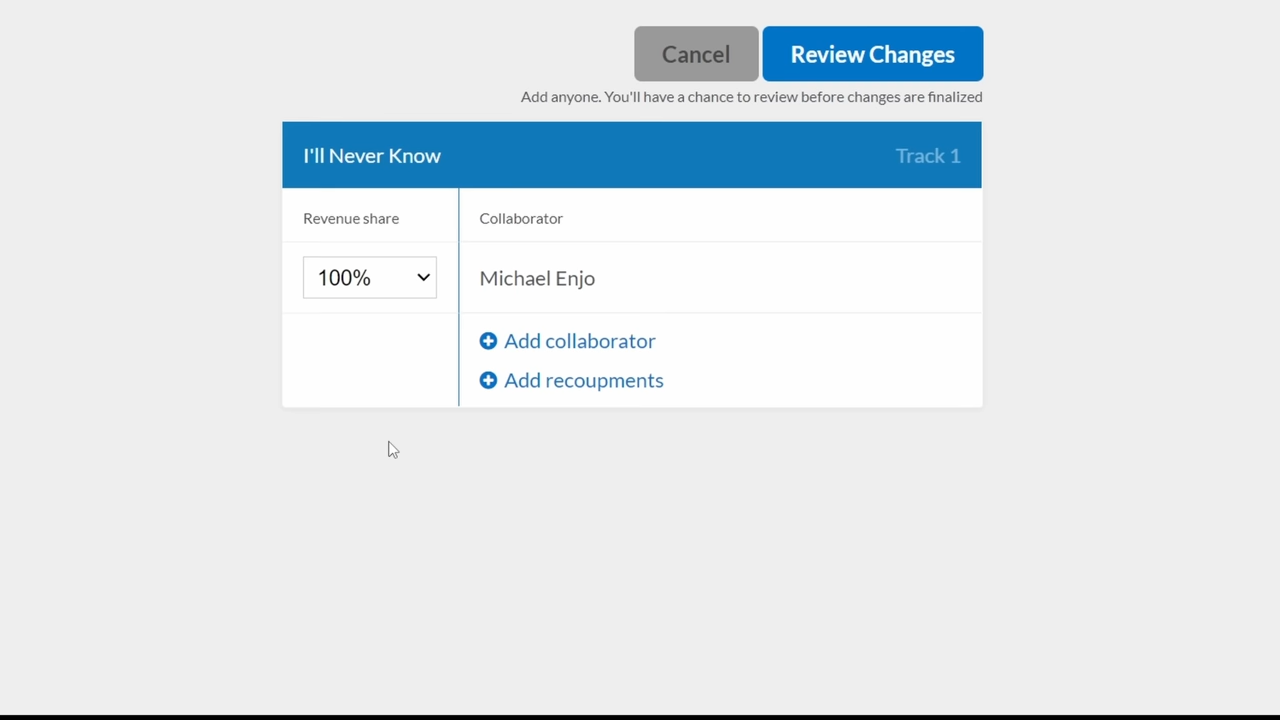 Cancel
Review Changes
Add anyone. You'll have a chance to review before changes are finalized
I'll Never Know
Track 1
Revenue share
Collaborator
100%
Michael Enjo
Add collaborator
Add recoupments